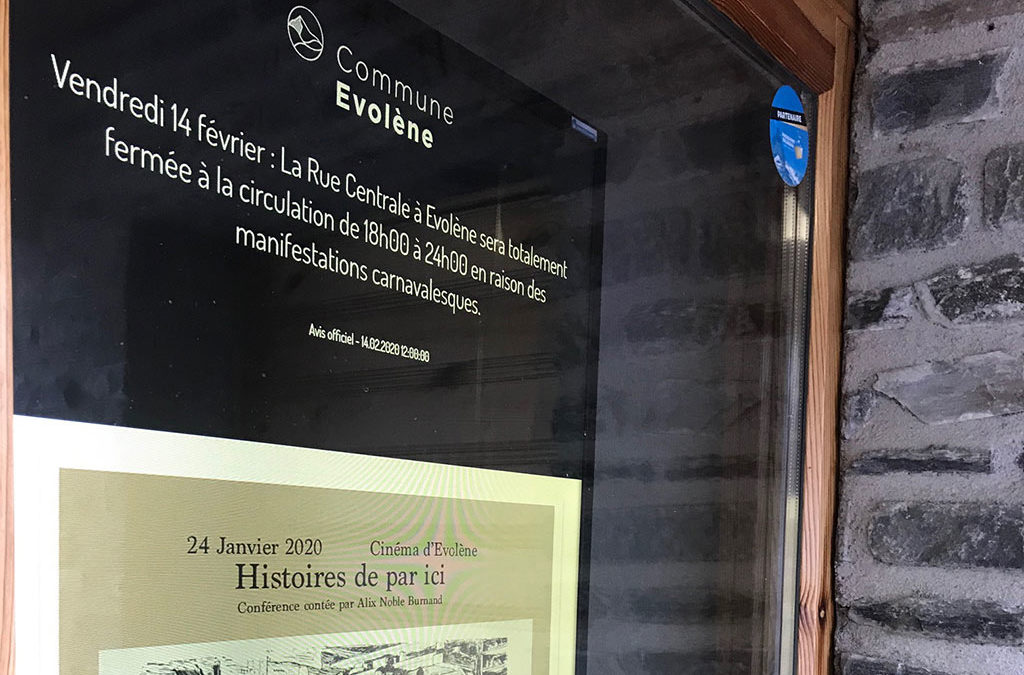 Commune
Evolène
Vendredi 14 février : La Rue Centrale à Evolène sera totalement
fermée à la circulation de 18h00 à 24h00 en raison des
manifestations carnavalesques.
Avis officiel - 14.02.2020 12:00:00
PARTENAIRE
24 Janvier 2020 Cinéma d'Evolène
Histoires de par ici
Conférence contée par Alix Noble Burnand